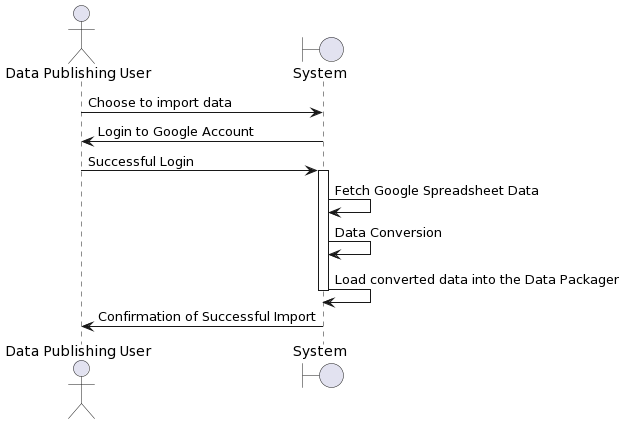 Data Publishing User
System
Choose to import data
Login to Google Account
Successful Login
Fetch Google Spreadsheet Data
Data Conversion
Load converted data into the Data Packager
Confirmation of Successful Import
Data Publishing User
System